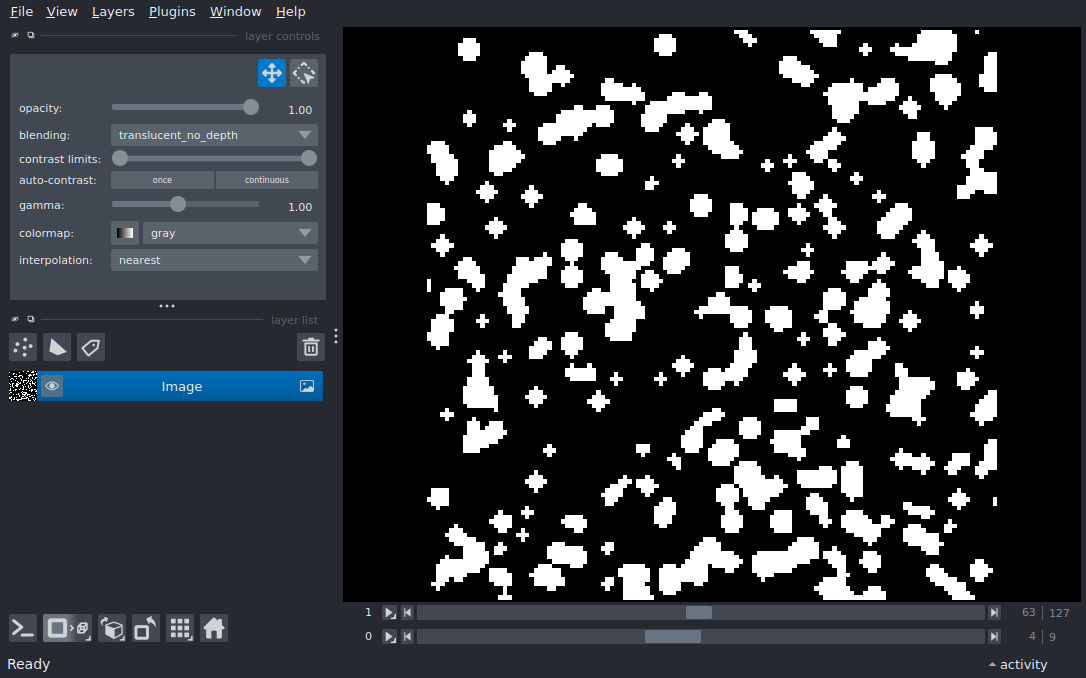 File View Layers Plugins Window Help
layer controls
opacity: 1.00
blending: translucent_no_depth
contrast limits:
auto-contrast: once continuous
gamma: 1.00
colormap: gray
interpolation: nearest
layer list
Image
1 63 127
0 4 9
Ready activity